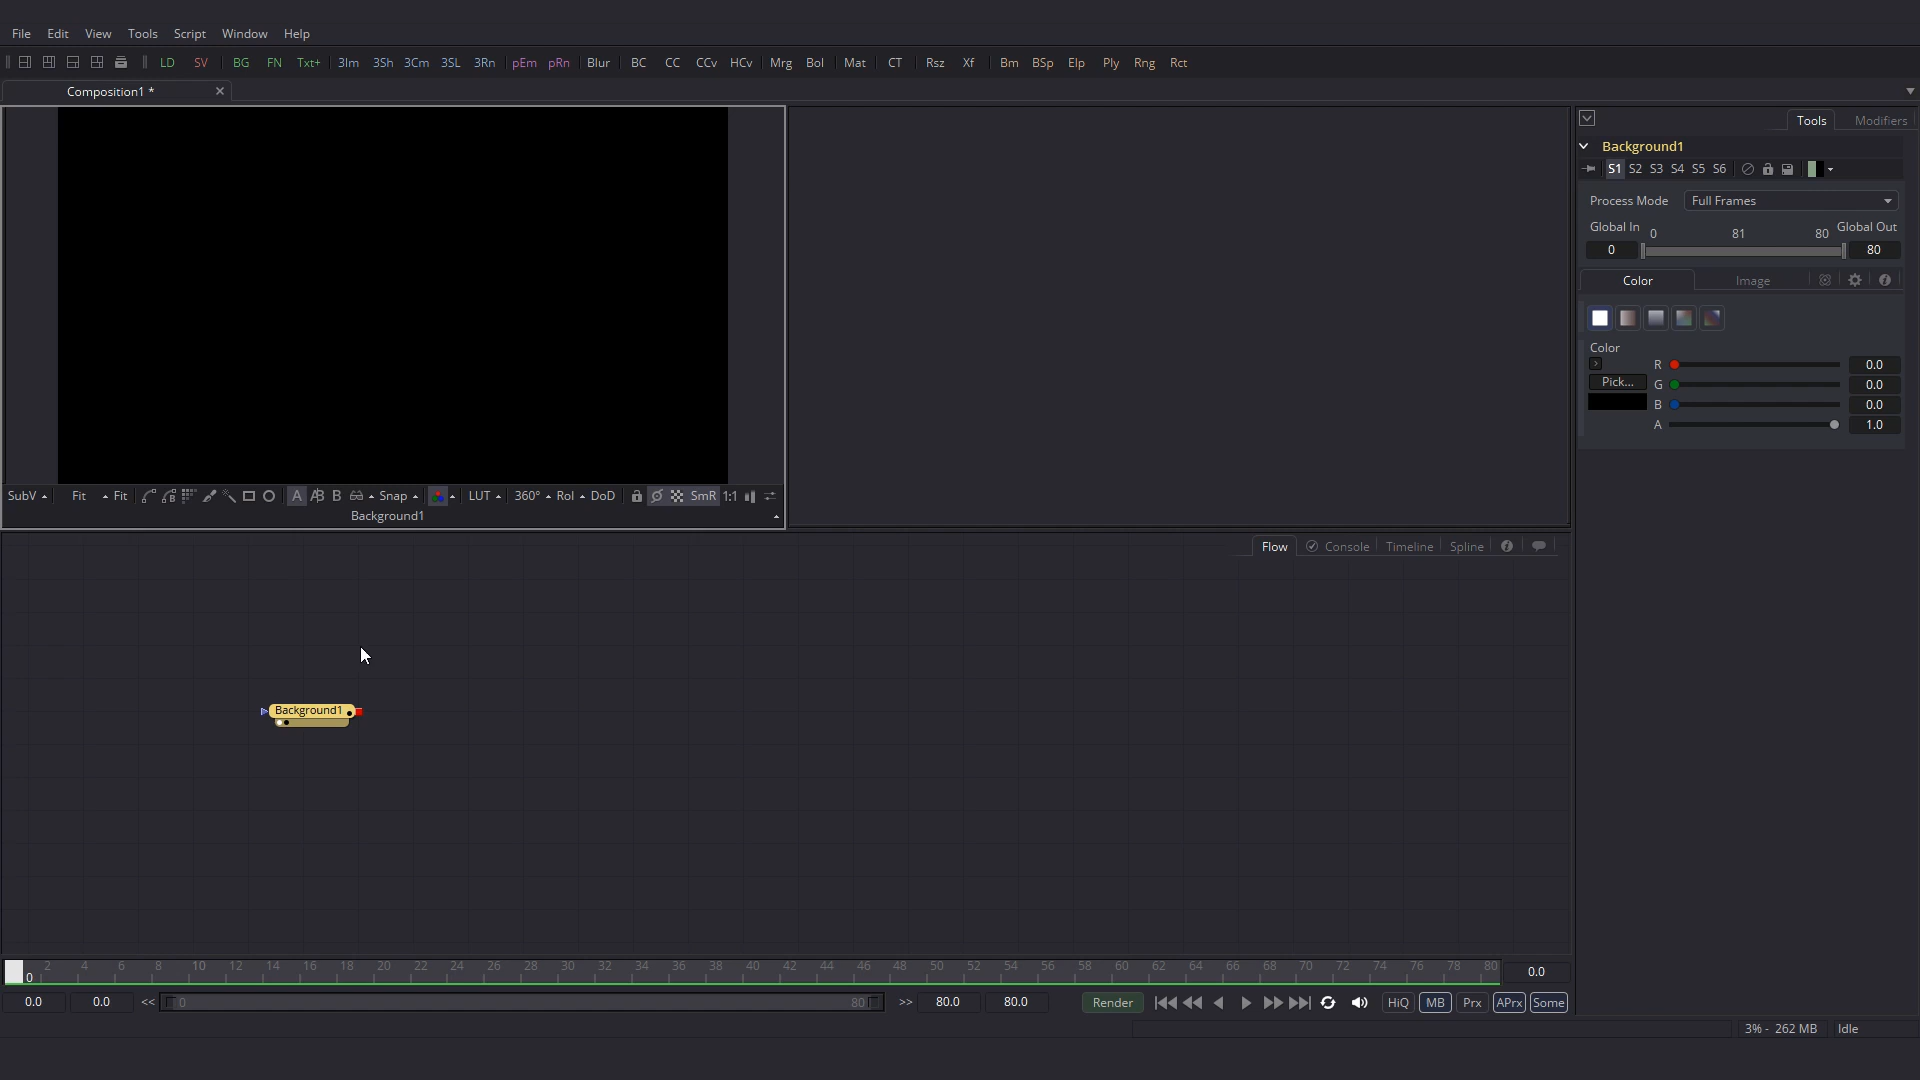 File Edit View Tools Script Window Help
LD SV BG FN Txt+ 3Im 3Sh 3Cm 3SL 3Rn pEm pRn Blur BC CC CCv HCv Mrg Bol Mat CT Rsz Xf Bm BSp Elp Ply Rng Rct
Composition1 *
Tools Modifiers
Background1
S1 S2 S3 S4 S5 S6
Process Mode Full Frames
Global In 0 81 80 Global Out
0 80
Color Image
Color
R 0.0
Pick... G 0.0
B 0.0
A 1.0
SubV Fit Fit A B Snap LUT 360° RoI DoD SmR 1:1
Background1
Flow Console Timeline Spline
Background1
0 2 4 6 8 10 12 14 16 18 20 22 24 26 28 30 32 34 36 38 40 42 44 46 48 50 52 54 56 58 60 62 64 66 68 70 72 74 76 78 80 0.0
0.0 0.0 << 0 80 >> 80.0 80.0 Render HiQ MB Prx APrx Some
3% - 262 MB Idle